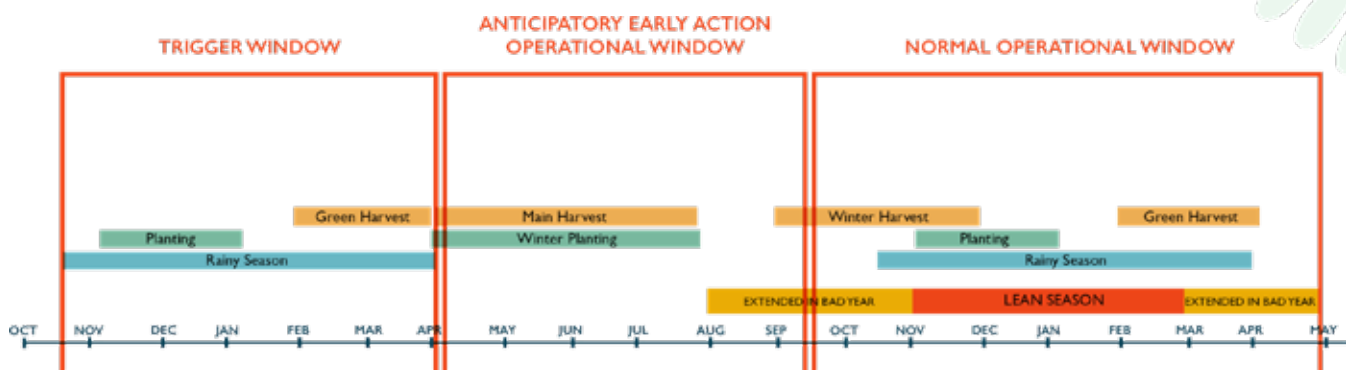 TRIGGER WINDOW
ANTICIPATORY EARLY ACTION
OPERATIONAL WINDOW
NORMAL OPERATIONAL WINDOW
Green Harvest
Main Harvest
Winter Harvest
Green Harvest
Planting
Winter Planting
Planting
Rainy Season
Rainy Season
EXTENDED IN BAD YEAR
LEAN SEASON
EXTENDED IN BAD YEAR
OCT NOV DEC JAN FEB MAR APR MAY JUN JUL AUG SEP OCT NOV DEC JAN FEB MAR APR MAY